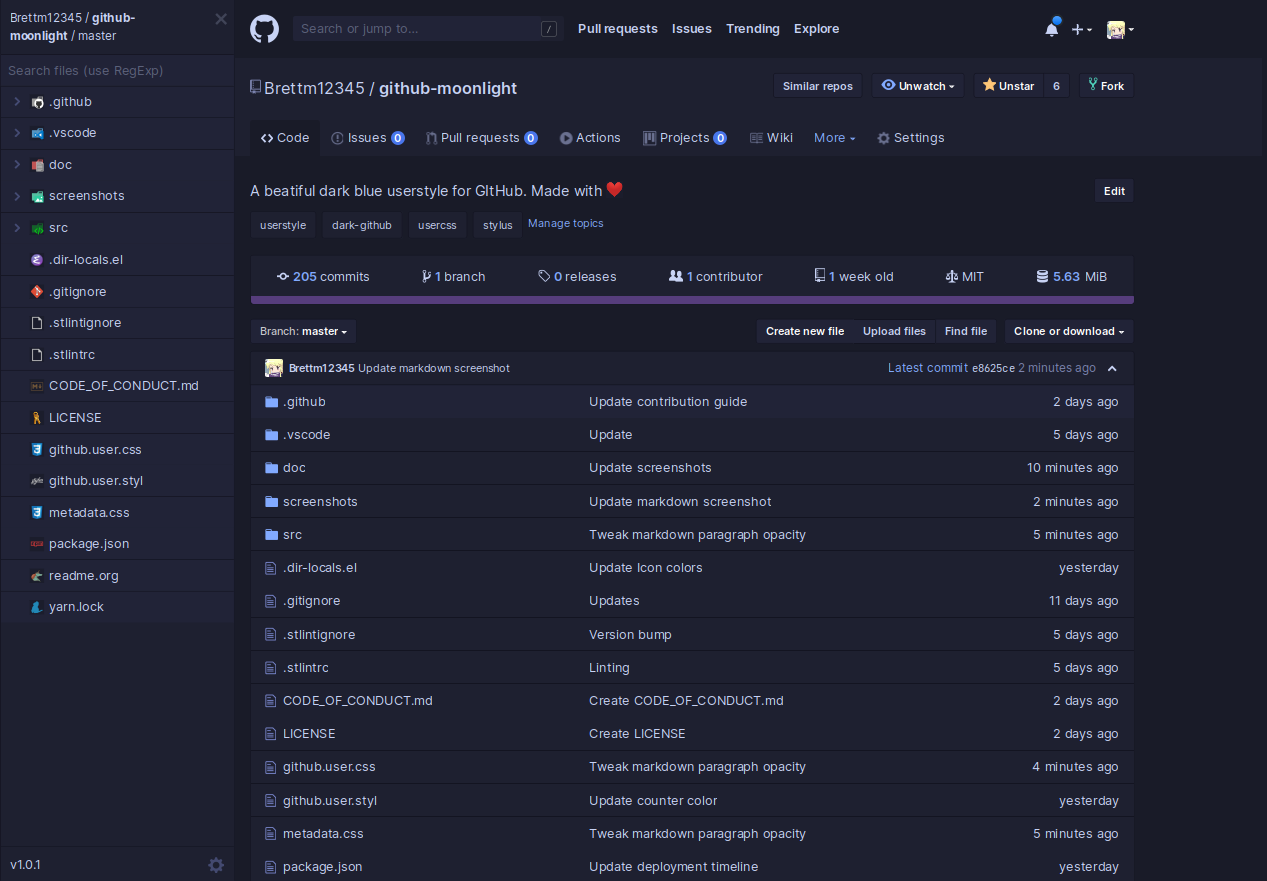 Brettm12345 / github-
moonlight / master
Search files (use RegExp)
.github
.vscode
doc
screenshots
src
.dir-locals.el
.gitignore
.stlintignore
.stlintrc
CODE_OF_CONDUCT.md
LICENSE
github.user.css
github.user.styl
metadata.css
package.json
readme.org
yarn.lock
v1.0.1
Search or jump to... / Pull requests Issues Trending Explore
Brettm12345 / github-moonlight Similar repos Unwatch Unstar 6 Fork
Code Issues 0 Pull requests 0 Actions Projects 0 Wiki More Settings
A beatiful dark blue userstyle for GItHub. Made with ❤️ Edit
userstyle dark-github usercss stylus Manage topics
205 commits 1 branch 0 releases 1 contributor 1 week old MIT 5.63 MiB
Branch: master Create new file Upload files Find file Clone or download
Brettm12345 Update markdown screenshot Latest commit e8625ce 2 minutes ago
.github Update contribution guide 2 days ago
.vscode Update 5 days ago
doc Update screenshots 10 minutes ago
screenshots Update markdown screenshot 2 minutes ago
src Tweak markdown paragraph opacity 5 minutes ago
.dir-locals.el Update Icon colors yesterday
.gitignore Updates 11 days ago
.stlintignore Version bump 5 days ago
.stlintrc Linting 5 days ago
CODE_OF_CONDUCT.md Create CODE_OF_CONDUCT.md 2 days ago
LICENSE Create LICENSE 2 days ago
github.user.css Tweak markdown paragraph opacity 4 minutes ago
github.user.styl Update counter color yesterday
metadata.css Tweak markdown paragraph opacity 5 minutes ago
package.json Update deployment timeline yesterday